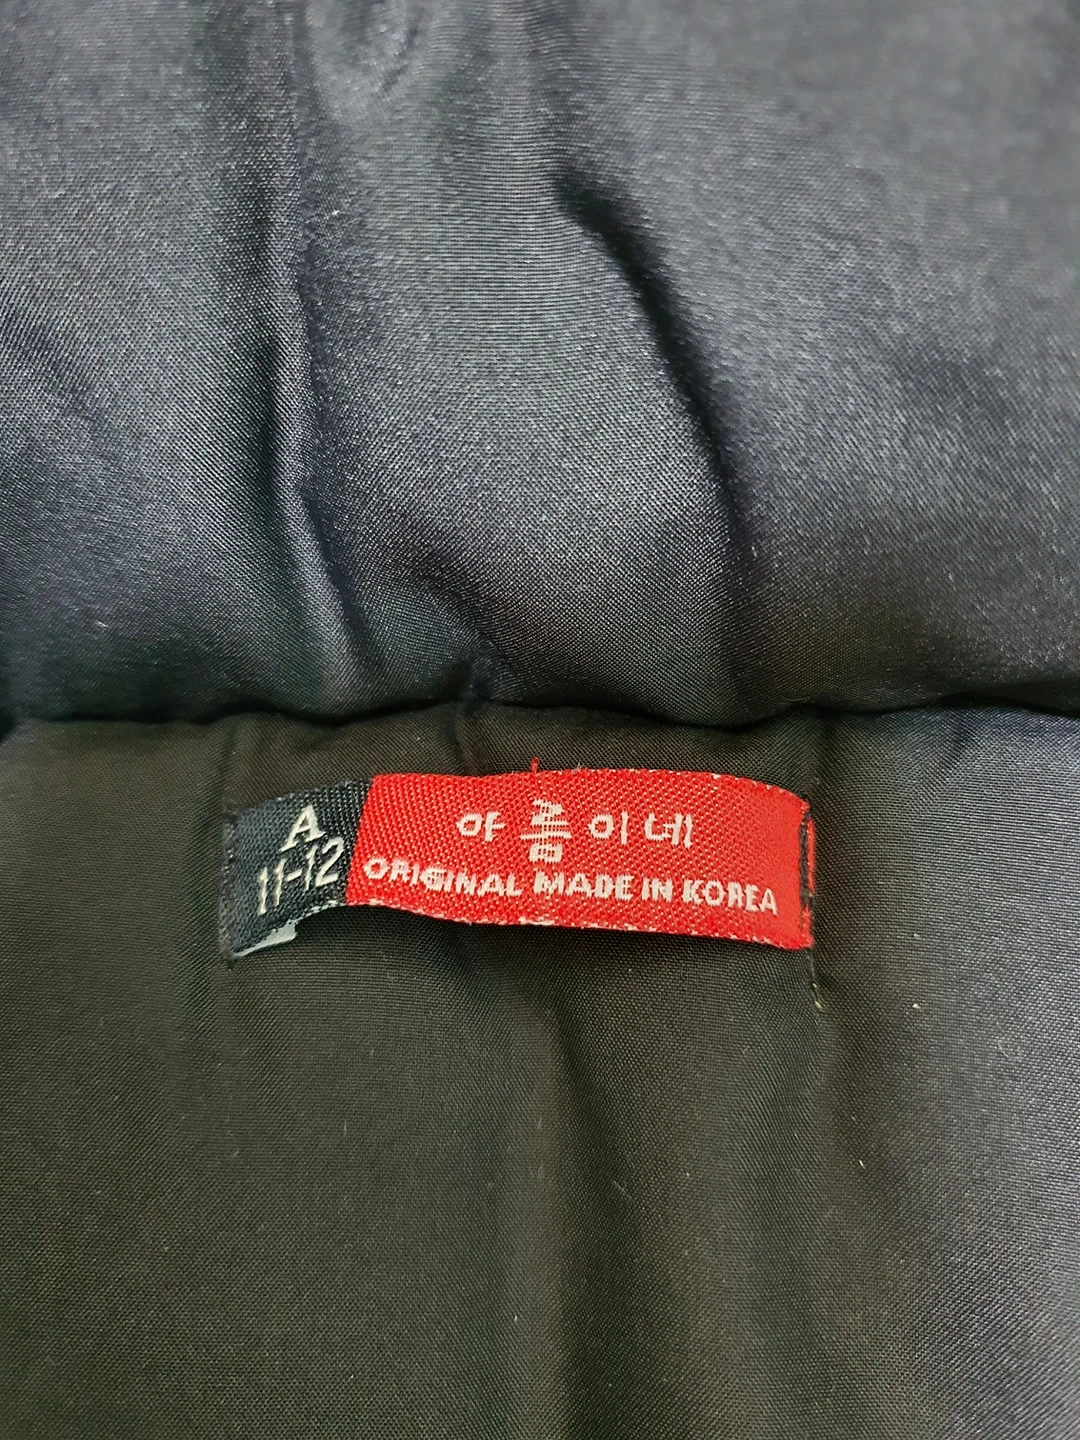 A
11-12
아름이네
ORIGINAL MADE IN KOREA